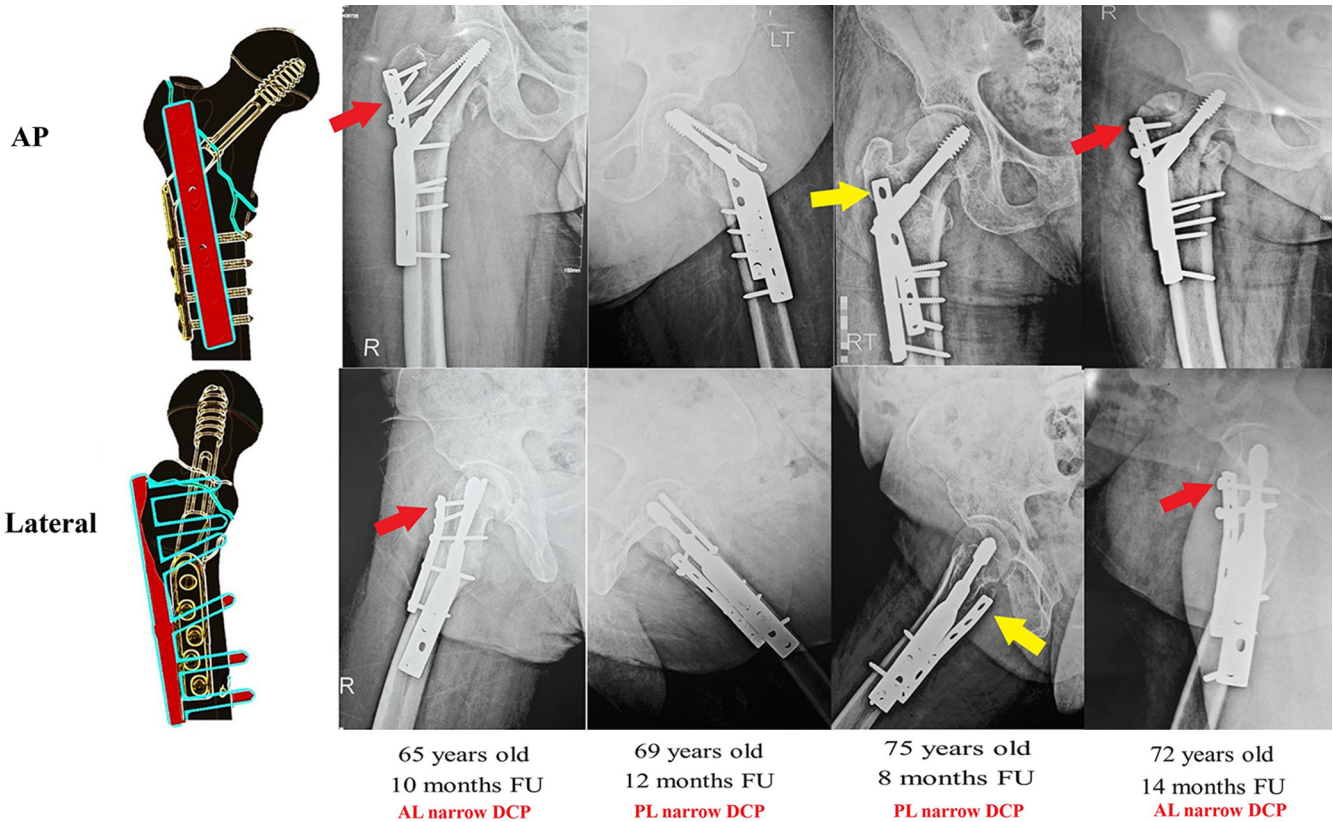 AP
R
LT
RT
R
100mm
Lateral
R
65 years old
10 months FU
AL narrow DCP
69 years old
12 months FU
PL narrow DCP
75 years old
8 months FU
PL narrow DCP
72 years old
14 months FU
AL narrow DCP